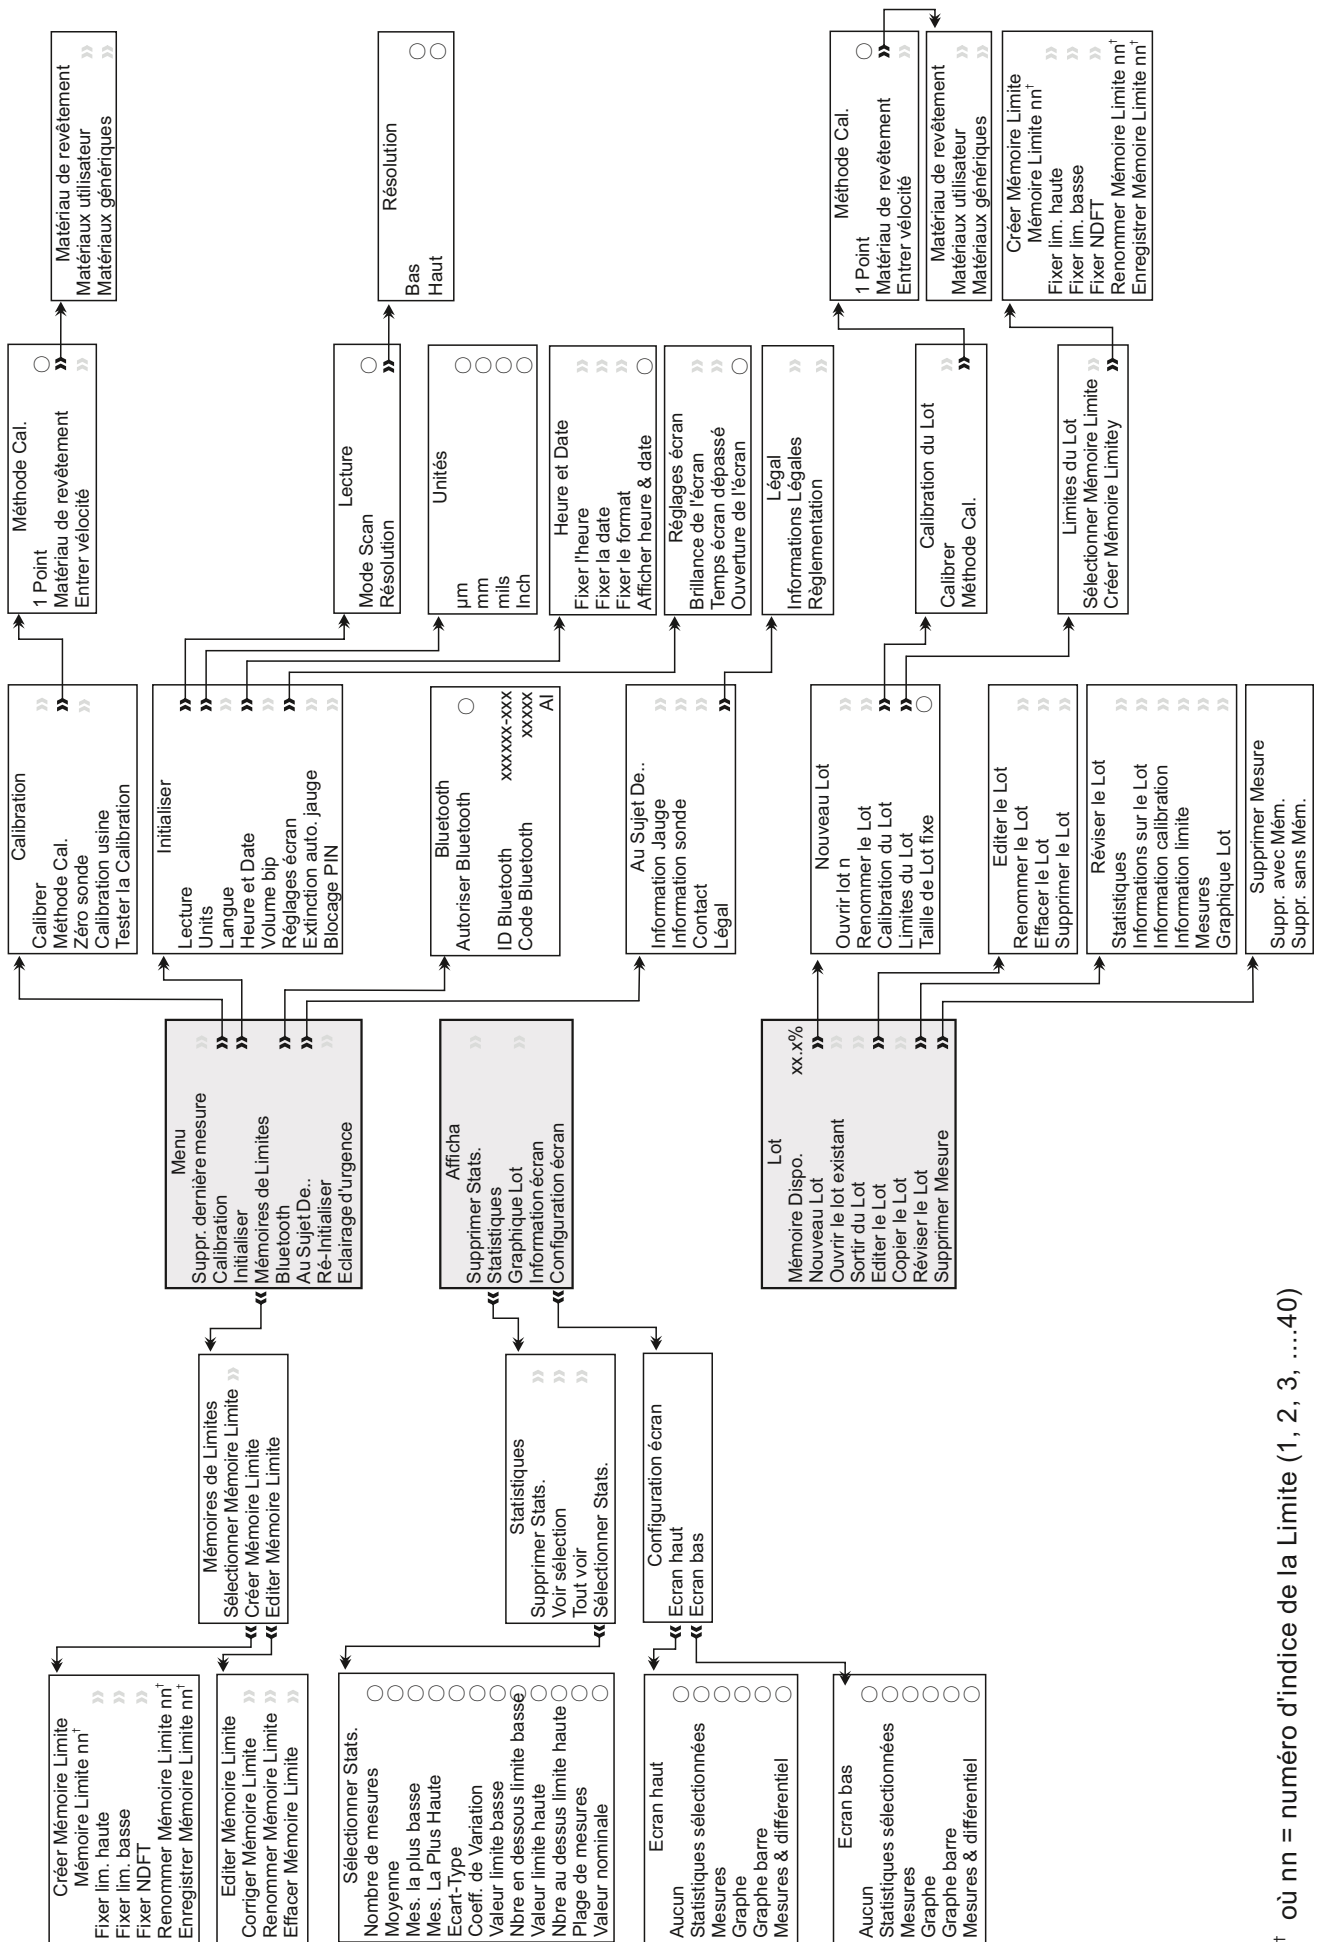 Créer Mémoire Limite
Mémoire Limite nn†
Fixer lim. haute
Fixer lim. basse
Fixer NDFT
Renommer Mémoire Limite nn†
Enregistrer Mémoire Limite nn†
Editer Mémoire Limite
Corriger Mémoire Limite
Renommer Mémoire Limite
Effacer Mémoire Limite
Sélectionner Stats.
Nombre de mesures
Moyenne
Mes. la plus basse
Mes. La Plus Haute
Ecart-Type
Coeff. de Variation
Valeur limite basse
Nbre en dessous limite basse
Valeur limite haute
Nbre au dessus limite haute
Plage de mesures
Valeur nominale
Ecran haut
Aucun
Statistiques sélectionnées
Mesures
Graphe
Graphe barre
Mesures & différentiel
Ecran bas
Aucun
Statistiques sélectionnées
Mesures
Graphe
Graphe barre
Mesures & différentiel
Mémoires de Limites
Sélectionner Mémoire Limite
Créer Mémoire Limite
Editer Mémoire Limite
Statistiques
Supprimer Stats.
Voir sélection
Tout voir
Sélectionner Stats.
Configuration écran
Ecran haut
Ecran bas
Menu
Suppr. dernière mesure
Calibration
Initialiser
Mémoires de Limites
Bluetooth
Au Sujet De..
Ré-Initialiser
Eclairage d'urgence
Afficha
Supprimer Stats.
Statistiques
Graphique Lot
Information écran
Configuration écran
Lot
Mémoire Dispo. xx.x%
Nouveau Lot
Ouvrir le lot existant
Sortir du Lot
Editer le Lot
Copier le Lot
Réviser le Lot
Supprimer Mesure
Calibration
Calibrer
Méthode Cal.
Zéro sonde
Calibration usine
Tester la Calibration
Initialiser
Lecture
Units
Langue
Heure et Date
Volume bip
Réglages écran
Extinction auto. jauge
Blocage PIN
Bluetooth
Autoriser Bluetooth
ID Bluetooth xxxxxx-xxx
Code Bluetooth xxxxx
AI
Au Sujet De..
Information Jauge
Information sonde
Contact
Légal
Nouveau Lot
Ouvrir lot n
Renommer le Lot
Calibration du Lot
Limites du Lot
Taille de Lot fixe
Editer le Lot
Renommer le Lot
Effacer le Lot
Supprimer le Lot
Réviser le Lot
Statistiques
Informations sur le Lot
Information calibration
Information limite
Mesures
Graphique Lot
Supprimer Mesure
Suppr. avec Mém.
Suppr. sans Mém.
Méthode Cal.
1 Point
Matériau de revêtement
Entrer vélocité
Lecture
Mode Scan
Résolution
Unités
µm
mm
mils
Inch
Heure et Date
Fixer l'heure
Fixer la date
Fixer le format
Afficher heure & date
Réglages écran
Brillance de l'écran
Temps écran dépassé
Ouverture de l'écran
Légal
Informations Légales
Règlementation
Calibration du Lot
Calibrer
Méthode Cal.
Limites du Lot
Sélectionner Mémoire Limite
Créer Mémoire Limitey
Matériau de revêtement
Matériaux utilisateur
Matériaux génériques
Résolution
Bas
Haut
Méthode Cal.
1 Point
Matériau de revêtement
Entrer vélocité
Matériau de revêtement
Matériaux utilisateur
Matériaux génériques
Créer Mémoire Limite
Mémoire Limite nn†
Fixer lim. haute
Fixer lim. basse
Fixer NDFT
Renommer Mémoire Limite nn†
Enregistrer Mémoire Limite nn†
† où nn = numéro d'indice de la Limite (1, 2, 3, ....40)